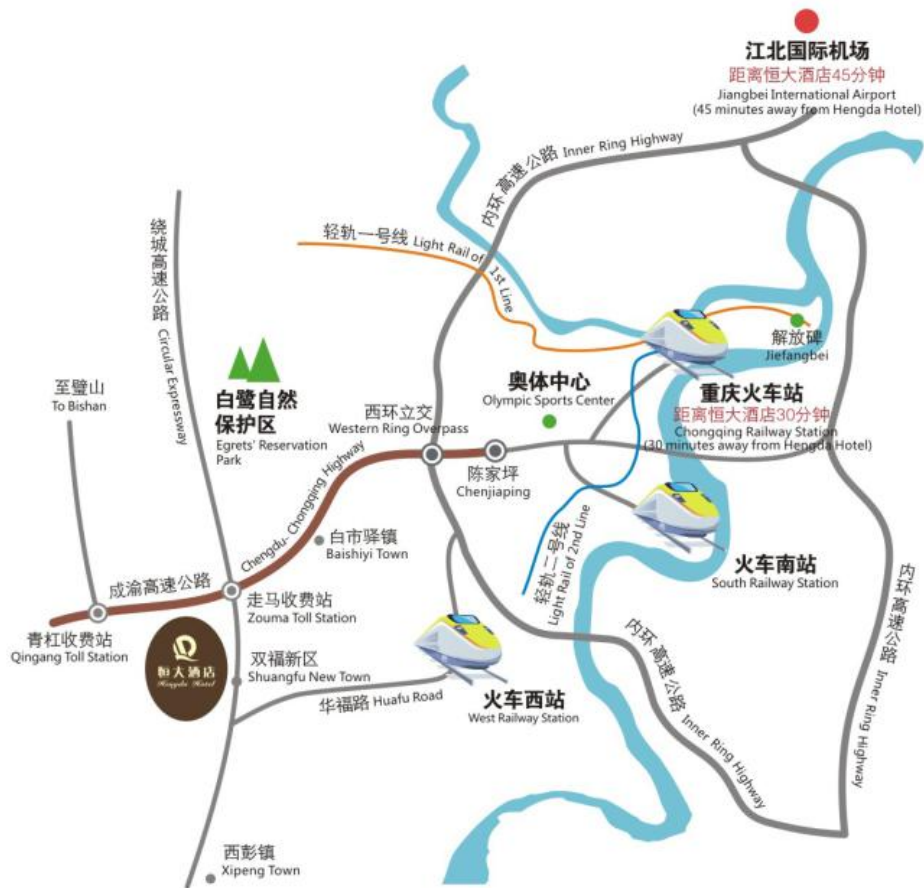 江北国际机场
距离恒大酒店45分钟
Jiangbei International Airport
(45 minutes away from Hengda Hotel)
内环高速公路 Inner Ring Highway
绕城高速公路 Circular Expressway
轻轨一号线 Light Rail of 1st Line
解放碑
Jiefangbei
至璧山
To Bishan
白鹭自然
保护区
Egrets' Reservation
Park
奥体中心
Olympic Sports Center
重庆火车站
距离恒大酒店30分钟
Chongqing Railway Station
(30 minutes away from Hengda Hotel)
西环立交
Western Ring Overpass
陈家坪
Chenjiaping
成渝高速公路 Chengdu-Chongqing Highway
白市驿镇
Baishiyi Town
轻轨二号线
Light Rail of 2nd Line
火车南站
South Railway Station
青杠收费站
Qingang Toll Station
走马收费站
Zouma Toll Station
恒大酒店
Hengda Hotel
双福新区
Shuangfu New Town
华福路 Huafu Road
火车西站
West Railway Station
内环高速公路 Inner Ring Highway
内环高速公路 Inner Ring Highway
西彭镇
Xipeng Town